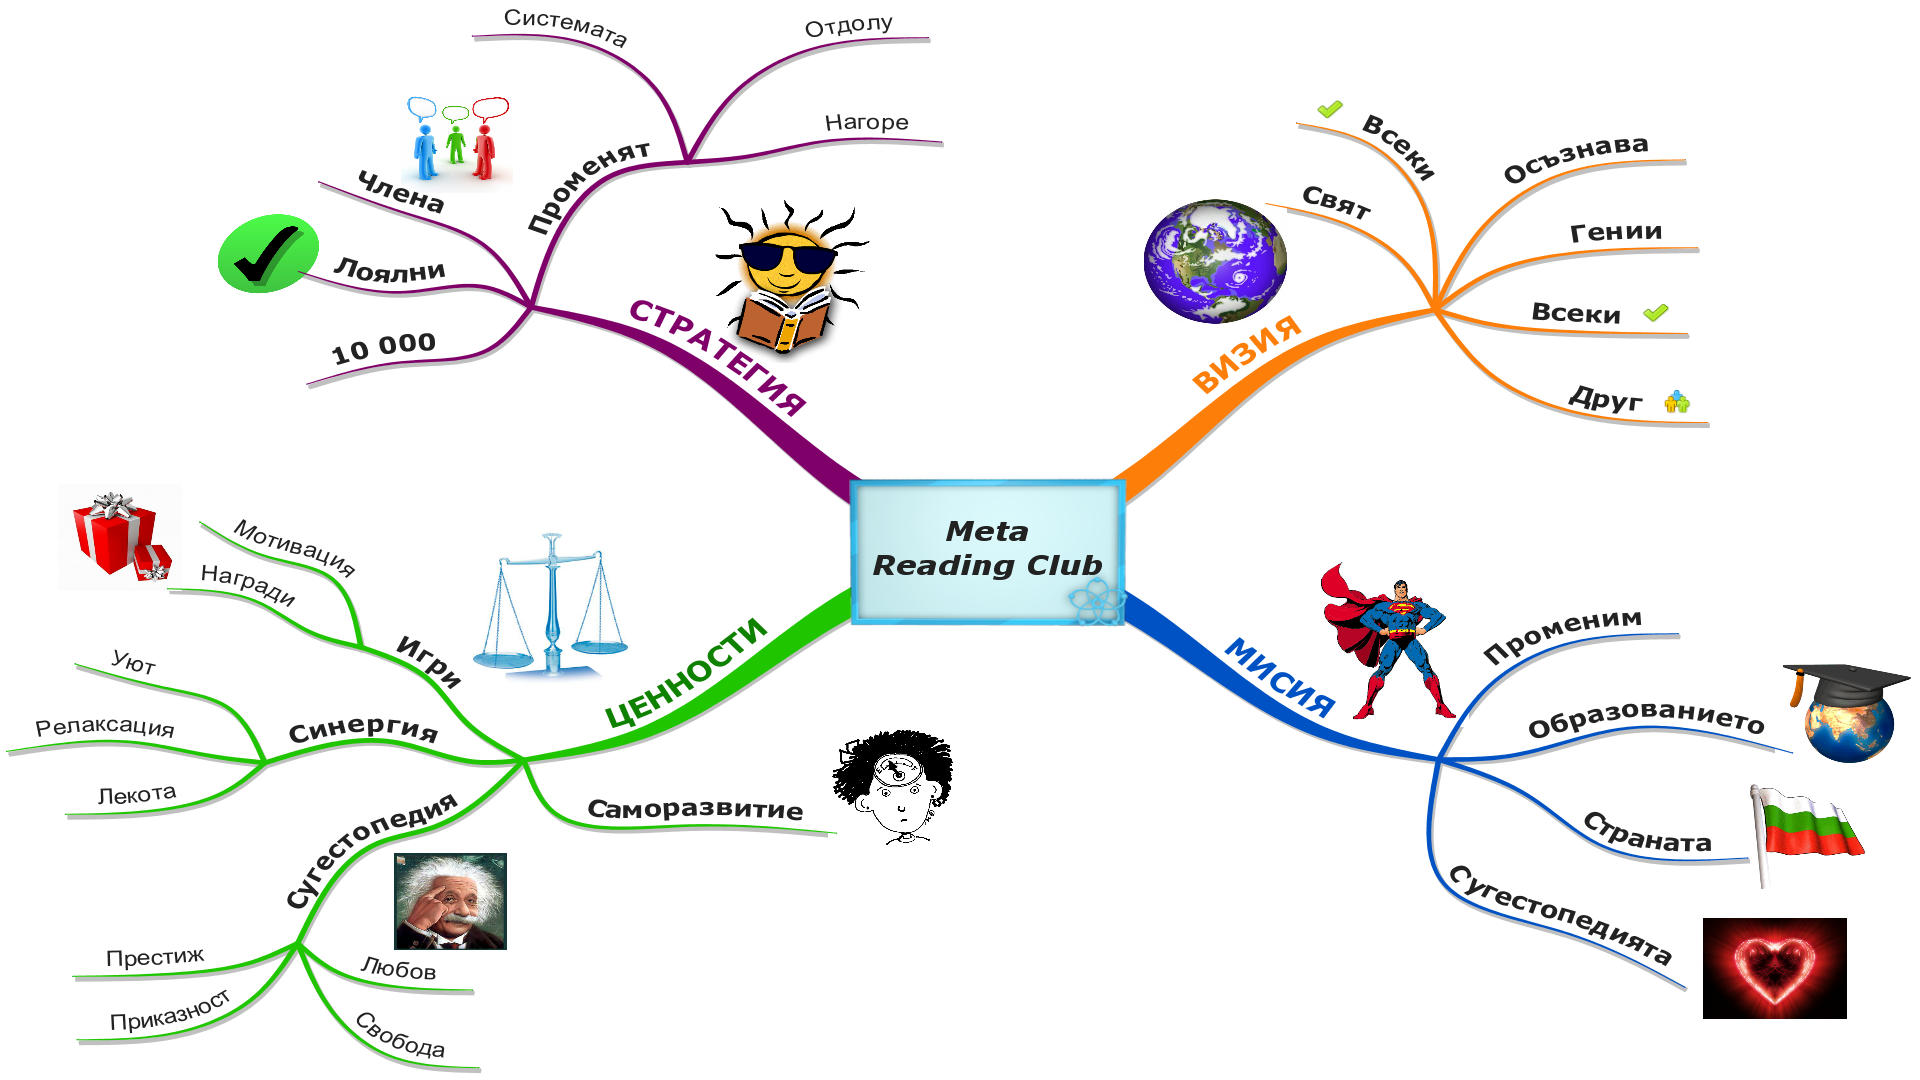 Meta
Reading Club
СТРАТЕГИЯ
Променят
Системата
Отдолу
Нагоре
Члена
Лоялни
10 000
ВИЗИЯ
Всеки
Свят
Осъзнава
Гении
Всеки
Друг
ЦЕННОСТИ
Игри
Мотивация
Награди
Синергия
Уют
Релаксация
Лекота
Сугестопедия
Престиж
Приказност
Любов
Свобода
Саморазвитие
МИСИЯ
Променим
Образованието
Страната
Сугестопедията